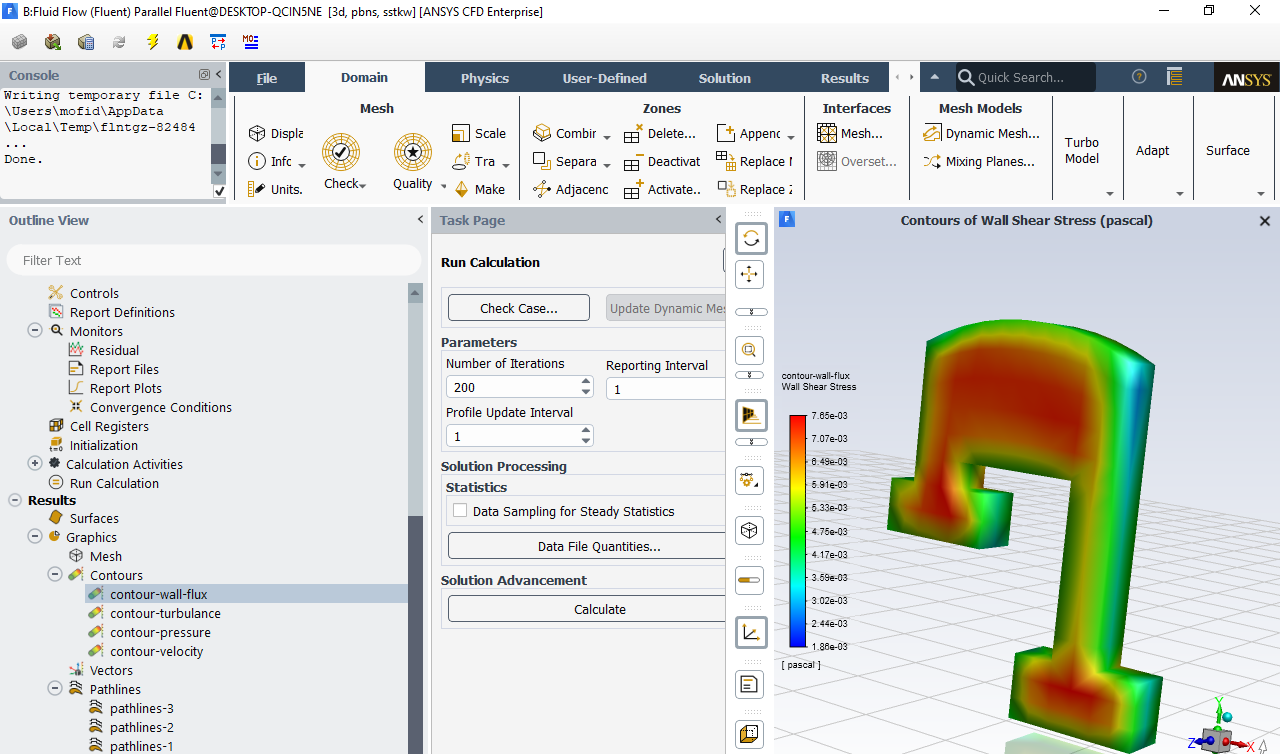 B:Fluid Flow (Fluent) Parallel Fluent@DESKTOP-QCIN5NE [3d, pbns, sstkw] [ANSYS CFD Enterprise]
Console
Writing temporary file C:
\Users\mofid\AppData
\Local\Temp\flntgz-82484
...
Done.
File
Domain
Physics
User-Defined
Solution
Results
Quick Search...
ANSYS
Mesh
Displa
Info
Units.
Check
Quality
Scale
Tra
Make
Zones
Combir
Separa
Adjacenc
Delete...
Deactivat
Activate..
Appenc
Replace M
Replace Z
Interfaces
Mesh...
Overset...
Mesh Models
Dynamic Mesh...
Mixing Planes...
Turbo
Model
Adapt
Surface
Outline View
Filter Text
Controls
Report Definitions
Monitors
Residual
Report Files
Report Plots
Convergence Conditions
Cell Registers
Initialization
Calculation Activities
Run Calculation
Results
Surfaces
Graphics
Mesh
Contours
contour-wall-flux
contour-turbulance
contour-pressure
contour-velocity
Vectors
Pathlines
pathlines-3
pathlines-2
pathlines-1
Task Page
Run Calculation
Check Case...
Update Dynamic Mes
Parameters
Number of Iterations
Reporting Interval
200
1
Profile Update Interval
1
Solution Processing
Statistics
Data Sampling for Steady Statistics
Data File Quantities...
Solution Advancement
Calculate
Contours of Wall Shear Stress (pascal)
contour-wall-flux
Wall Shear Stress
7.65e-03
7.07e-03
6.49e-03
5.91e-03
5.33e-03
4.75e-03
4.17e-03
3.59e-03
3.02e-03
2.44e-03
1.86e-03
[ pascal ]
Y
Z
X